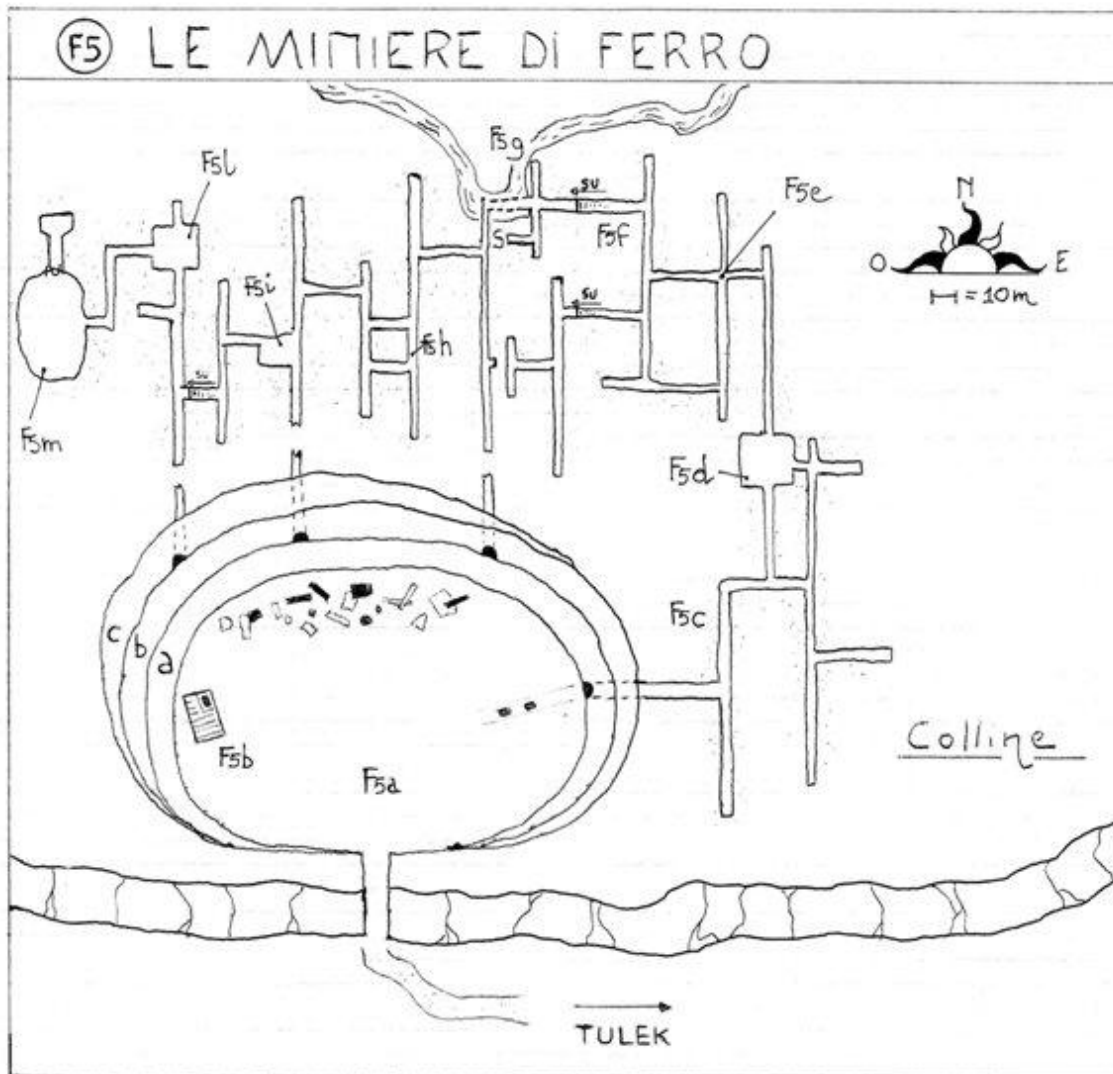 F5 LE MINIERE DI FERRO
F5g
F5l
SU
F5e
N
S
F5f
F5i
O E
= 10m
SU
F5h
SU
F5m
F5d
F5c
c b a
F5b
F5a
Colline
TULEK